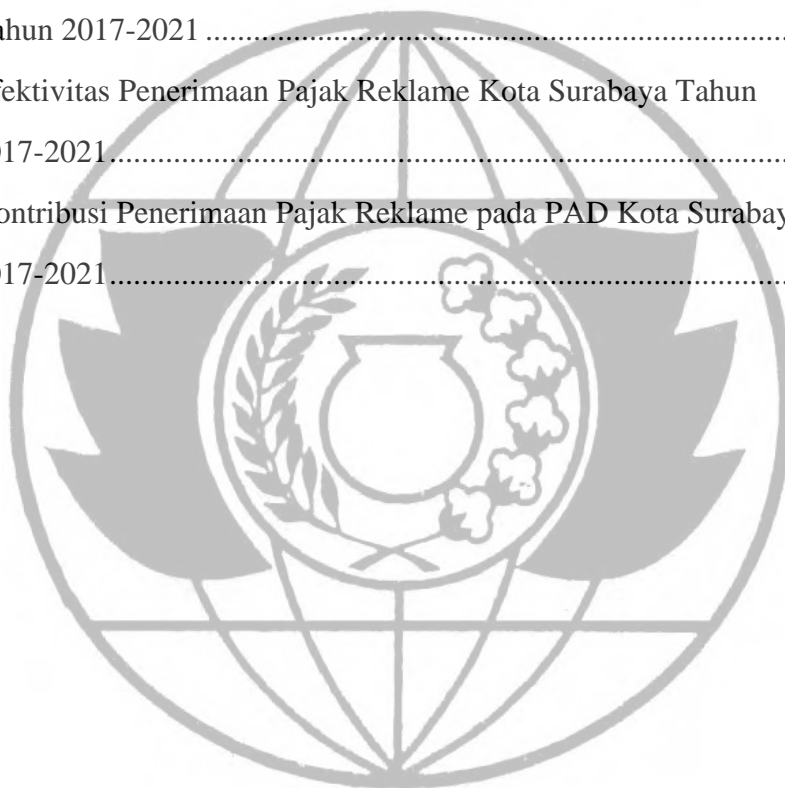 ahun 2017-2021 ....................................................................................
fektivitas Penerimaan Pajak Reklame Kota Surabaya Tahun
017-2021...............................................................................................
ontribusi Penerimaan Pajak Reklame pada PAD Kota Surabay
017-2021...............................................................................................